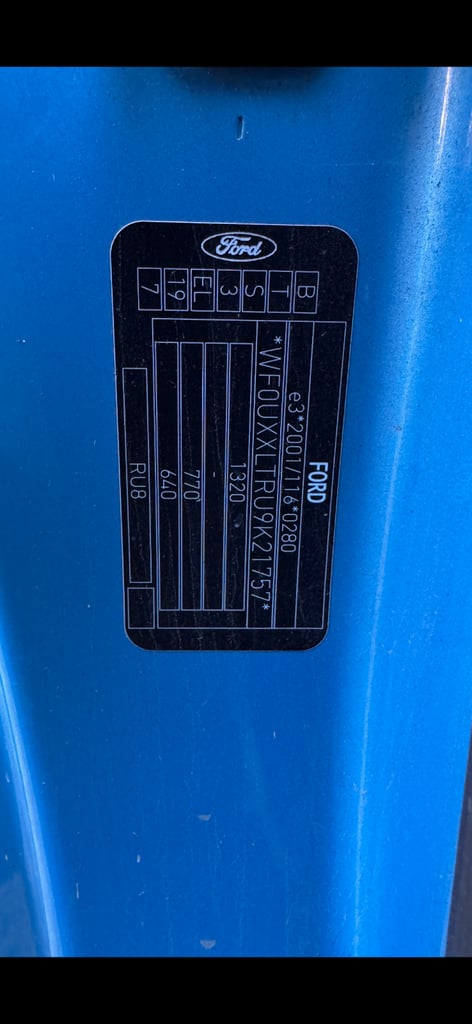 Ford
B T S 3 EL 19 7
FORD
e3*2001/116*0280
*WF0UXXLTRU9K21757*
1320
770
640
RU8